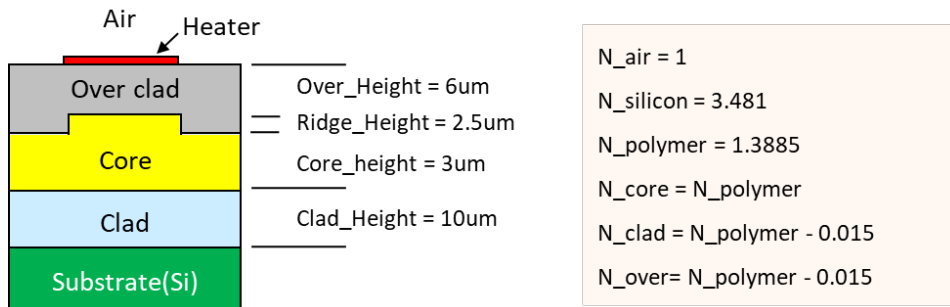 Air
Heater
Over clad
Core
Clad
Substrate(Si)
Over_Height = 6um
Ridge_Height = 2.5um
Core_height = 3um
Clad_Height = 10um
N_air = 1
N_silicon = 3.481
N_polymer = 1.3885
N_core = N_polymer
N_clad = N_polymer - 0.015
N_over= N_polymer - 0.015